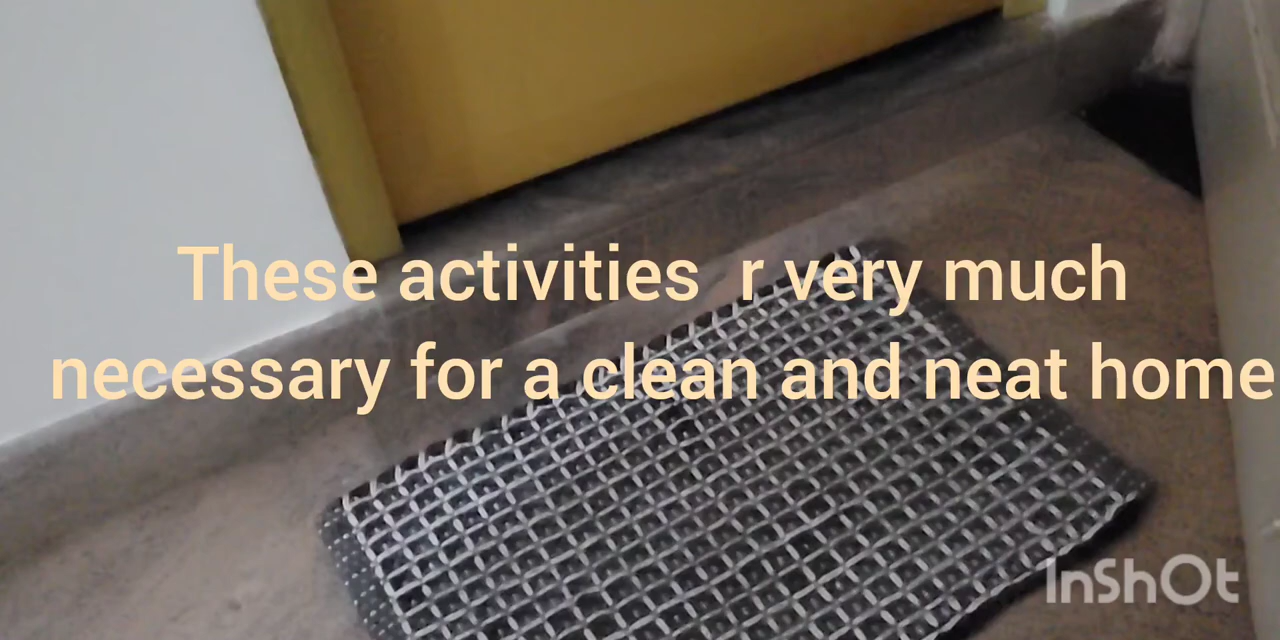 These activities  r very much
necessary for a clean and neat home
InShOt